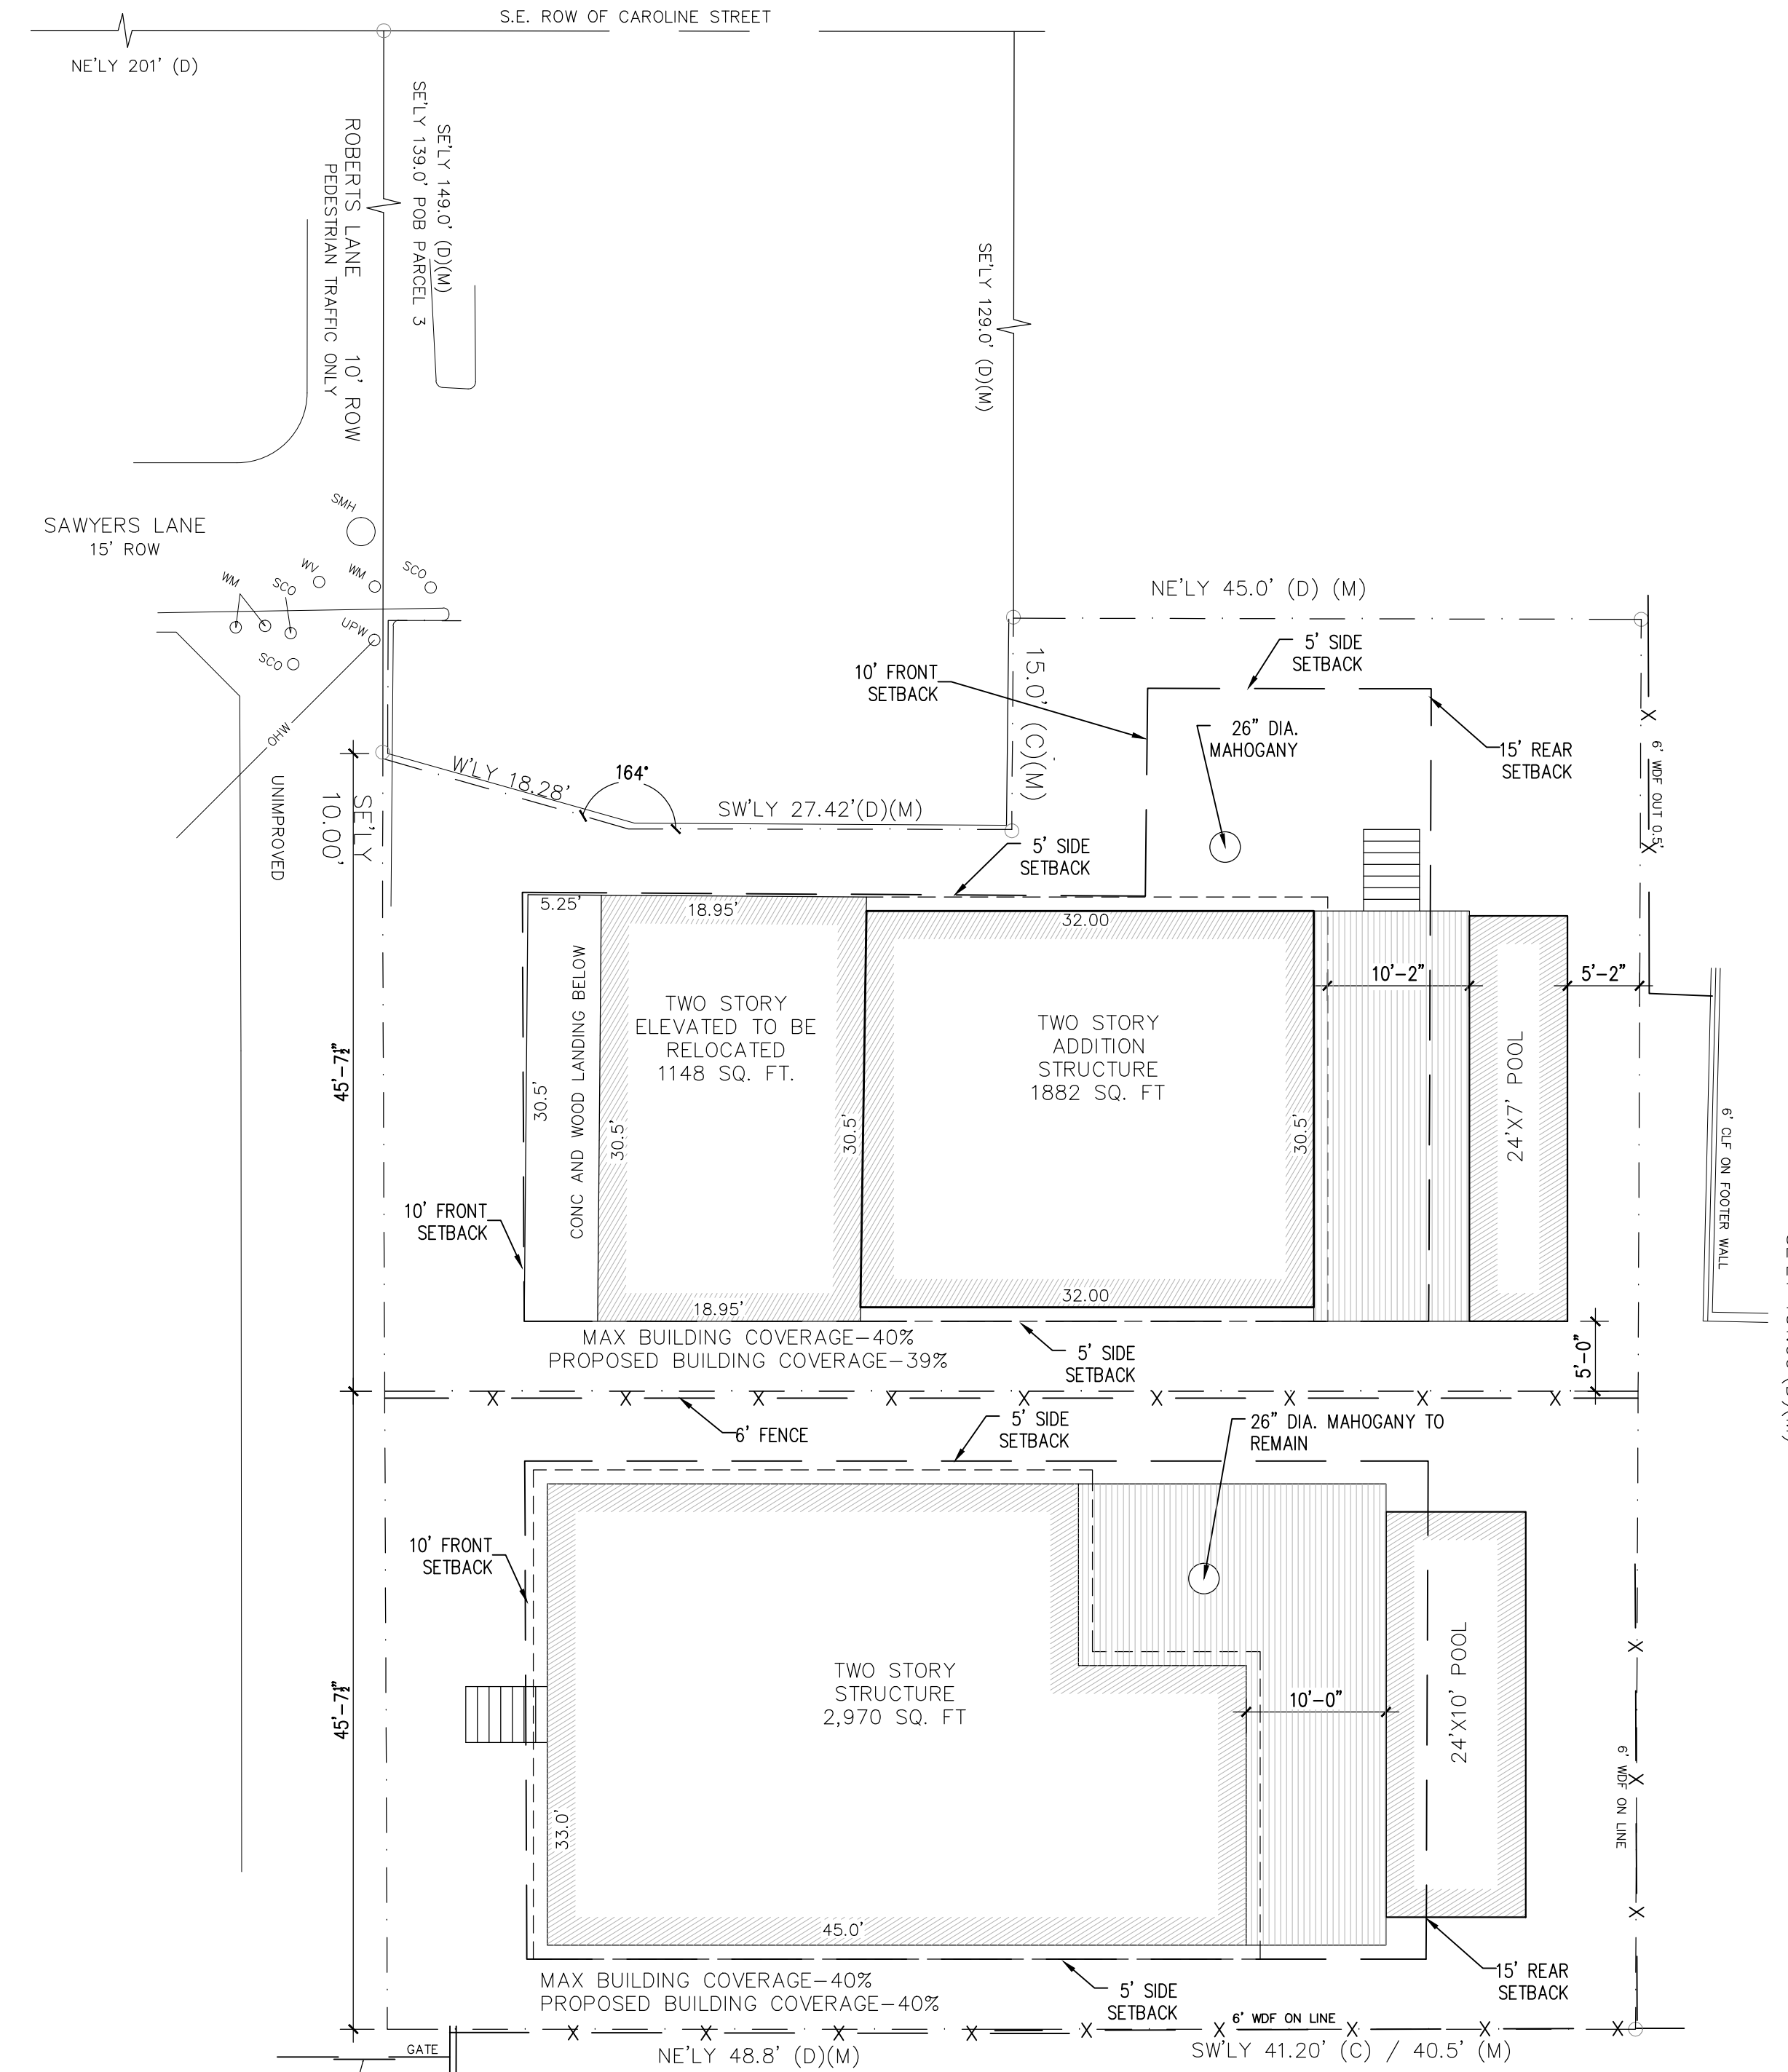 S.E. ROW OF CAROLINE STREET
NE'LY 201' (D)
SE'LY 149.0' (D)(M)
SE'LY 139.0' POB PARCEL 3
ROBERTS LANE 10' ROW
PEDESTRIAN TRAFFIC ONLY
SE'LY 129.0' (D)(M)
SAWYERS LANE
15' ROW
SMH
WV
WM
SCO
WM
SCO
UPW
SCO
OHW
UNIMPROVED
SE'LY
10.00'
W'LY 18.28'
164°
SW'LY 27.42'(D)(M)
15.0' (C)(M)
NE'LY 45.0' (D) (M)
10' FRONT
SETBACK
5' SIDE
SETBACK
26" DIA.
MAHOGANY
15' REAR
SETBACK
6' WDF OUT 0.5'
5' SIDE
SETBACK
5.25'
18.95'
32.00
10'-2"
5'-2"
CONC AND WOOD LANDING BELOW
TWO STORY
ELEVATED TO BE
RELOCATED
1148 SQ. FT.
TWO STORY
ADDITION
STRUCTURE
1882 SQ. FT
24'X7' POOL
45'-7½"
30.5'
30.5'
30.5'
30.5'
6' CLF ON FOOTER WALL
10' FRONT
SETBACK
18.95'
32.00
MAX BUILDING COVERAGE-40%
PROPOSED BUILDING COVERAGE-39%
5' SIDE
SETBACK
5'-0"
6' FENCE
5' SIDE
SETBACK
26" DIA. MAHOGANY TO
REMAIN
10' FRONT
SETBACK
TWO STORY
STRUCTURE
2,970 SQ. FT
10'-0"
24'X10' POOL
45'-7½"
33.0'
45.0'
6' WDF ON LINE
MAX BUILDING COVERAGE-40%
PROPOSED BUILDING COVERAGE-40%
5' SIDE
SETBACK
15' REAR
SETBACK
6' WDF ON LINE
GATE
NE'LY 48.8' (D)(M)
SW'LY 41.20' (C) / 40.5' (M)